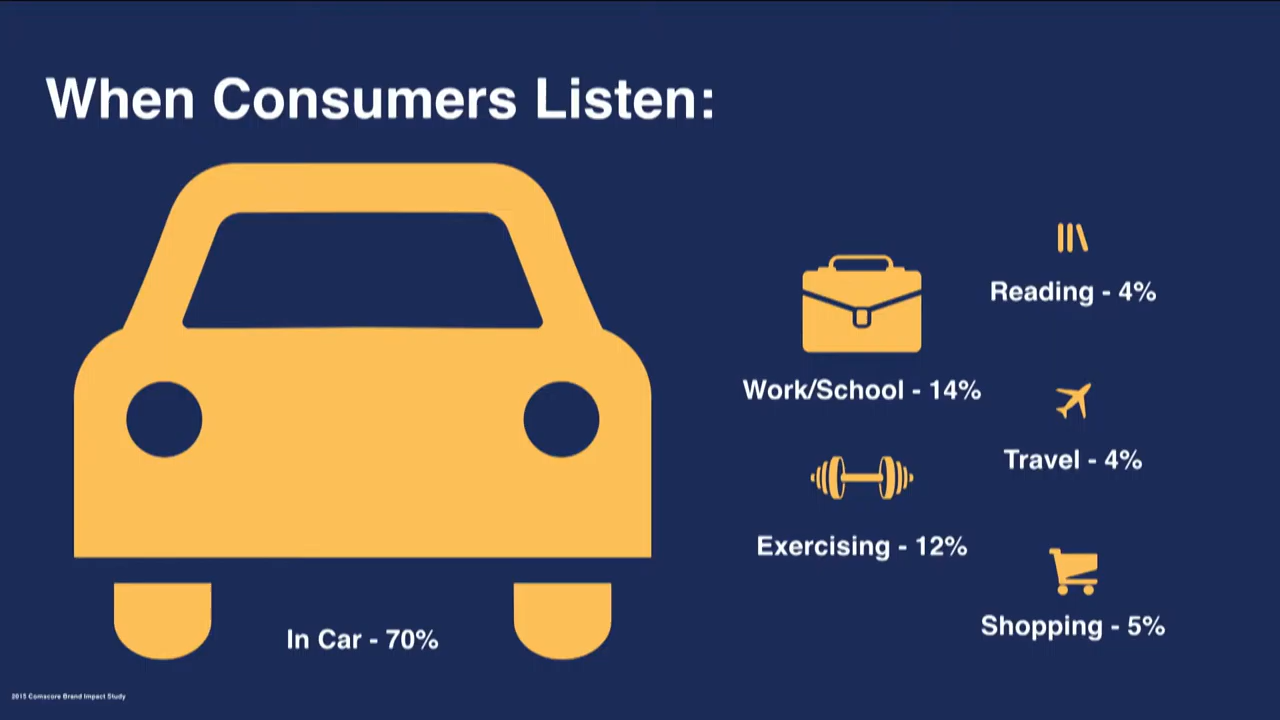 When Consumers Listen:
Reading - 4%
Work/School - 14%
Travel - 4%
Exercising - 12%
Shopping - 5%
In Car - 70%
2015 Comscore Brand Impact Study